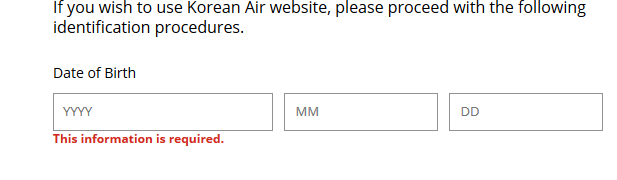 If you wish to use Korean Air website, please proceed with the following
identification procedures.
Date of Birth
YYYY MM DD
This information is required.